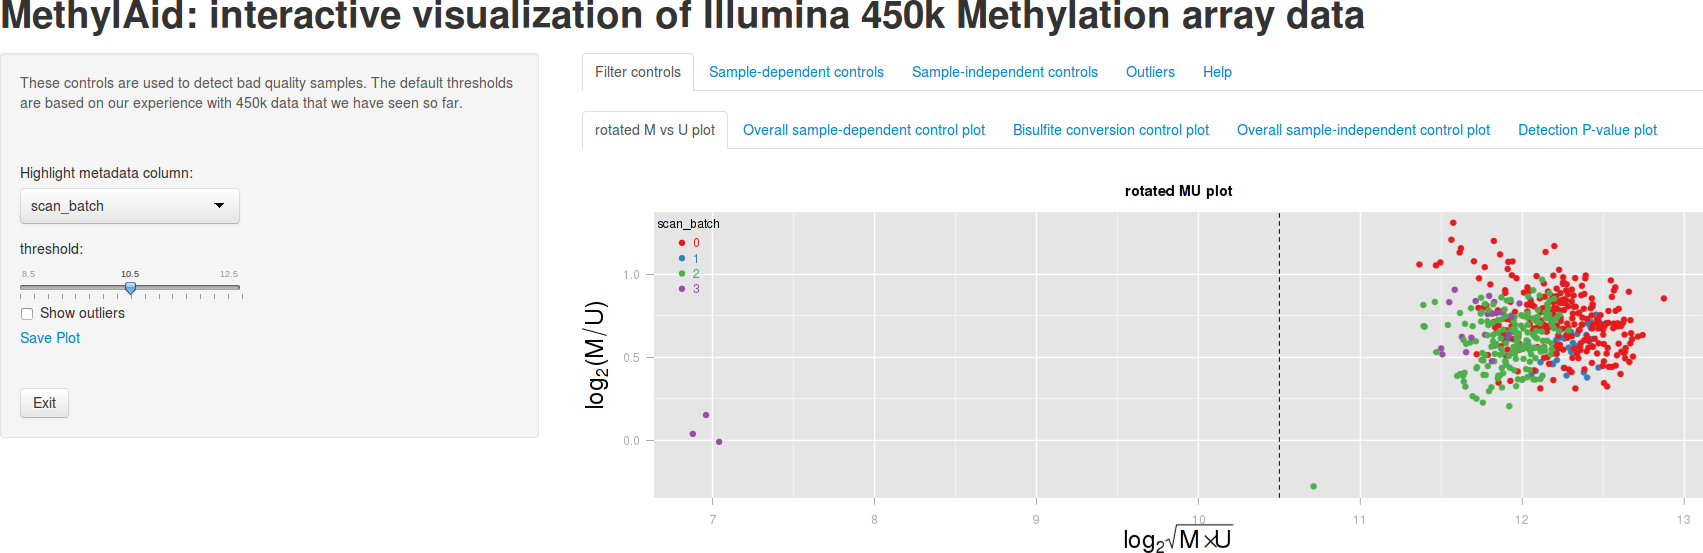 MethylAid: interactive visualization of Illumina 450k Methylation array data
These controls are used to detect bad quality samples. The default thresholds
are based on our experience with 450k data that we have seen so far.
Highlight metadata column:
scan_batch
threshold:
8.5 10.5 12.5
Show outliers
Save Plot
Exit
Filter controls Sample-dependent controls Sample-independent controls Outliers Help
rotated M vs U plot Overall sample-dependent control plot Bisulfite conversion control plot Overall sample-independent control plot Detection P-value plot
rotated MU plot
scan_batch
0
1
2
3
log₂(M/U)
1.0
0.5
0.0
7 8 9 10 11 12 13
log₂√M×U